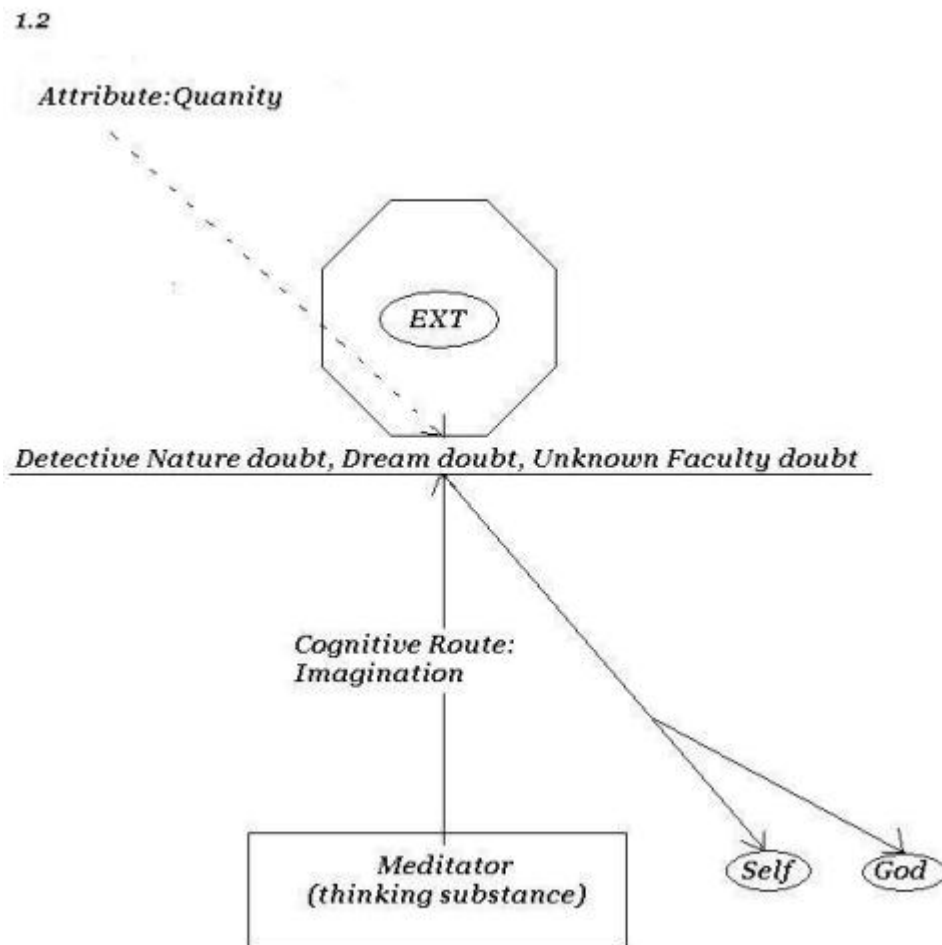 1.2
Attribute:Quanity
EXT
Detective Nature doubt, Dream doubt, Unknown Faculty doubt
Cognitive Route:
Imagination
Meditator
(thinking substance)
Self
God